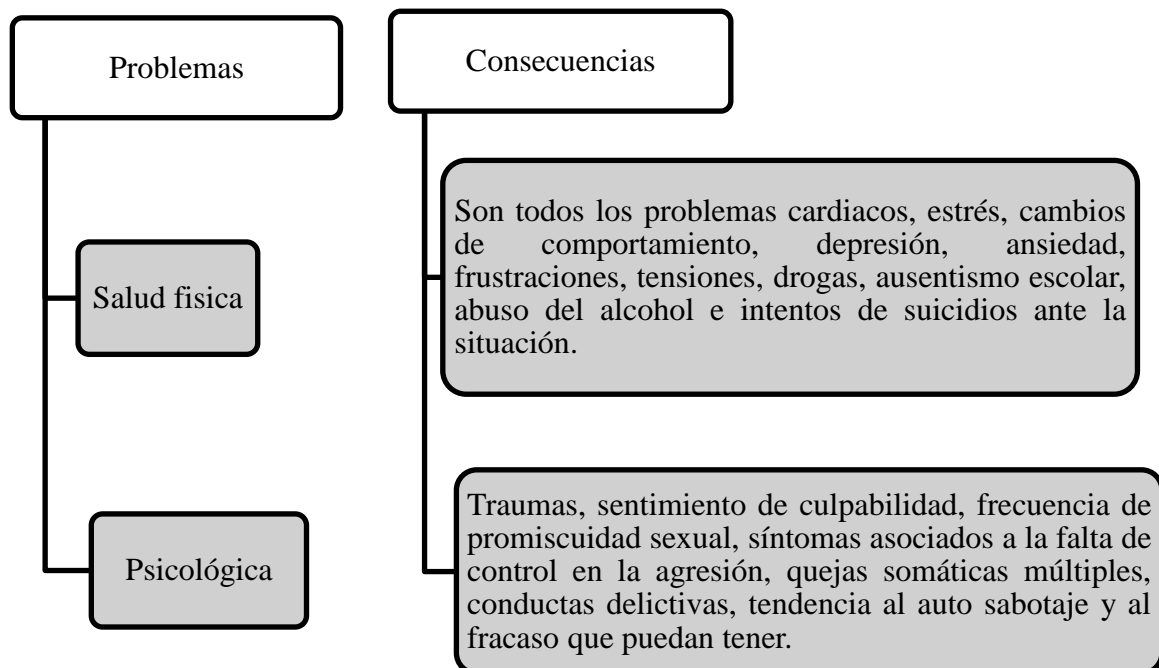 Problemas
Consecuencias
Salud fisica
Son todos los problemas cardiacos, estrés, cambios
de comportamiento, depresión, ansiedad,
frustraciones, tensiones, drogas, ausentismo escolar,
abuso del alcohol e intentos de suicidios ante la
situación.
Psicológica
Traumas, sentimiento de culpabilidad, frecuencia de
promiscuidad sexual, síntomas asociados a la falta de
control en la agresión, quejas somáticas múltiples,
conductas delictivas, tendencia al auto sabotaje y al
fracaso que puedan tener.